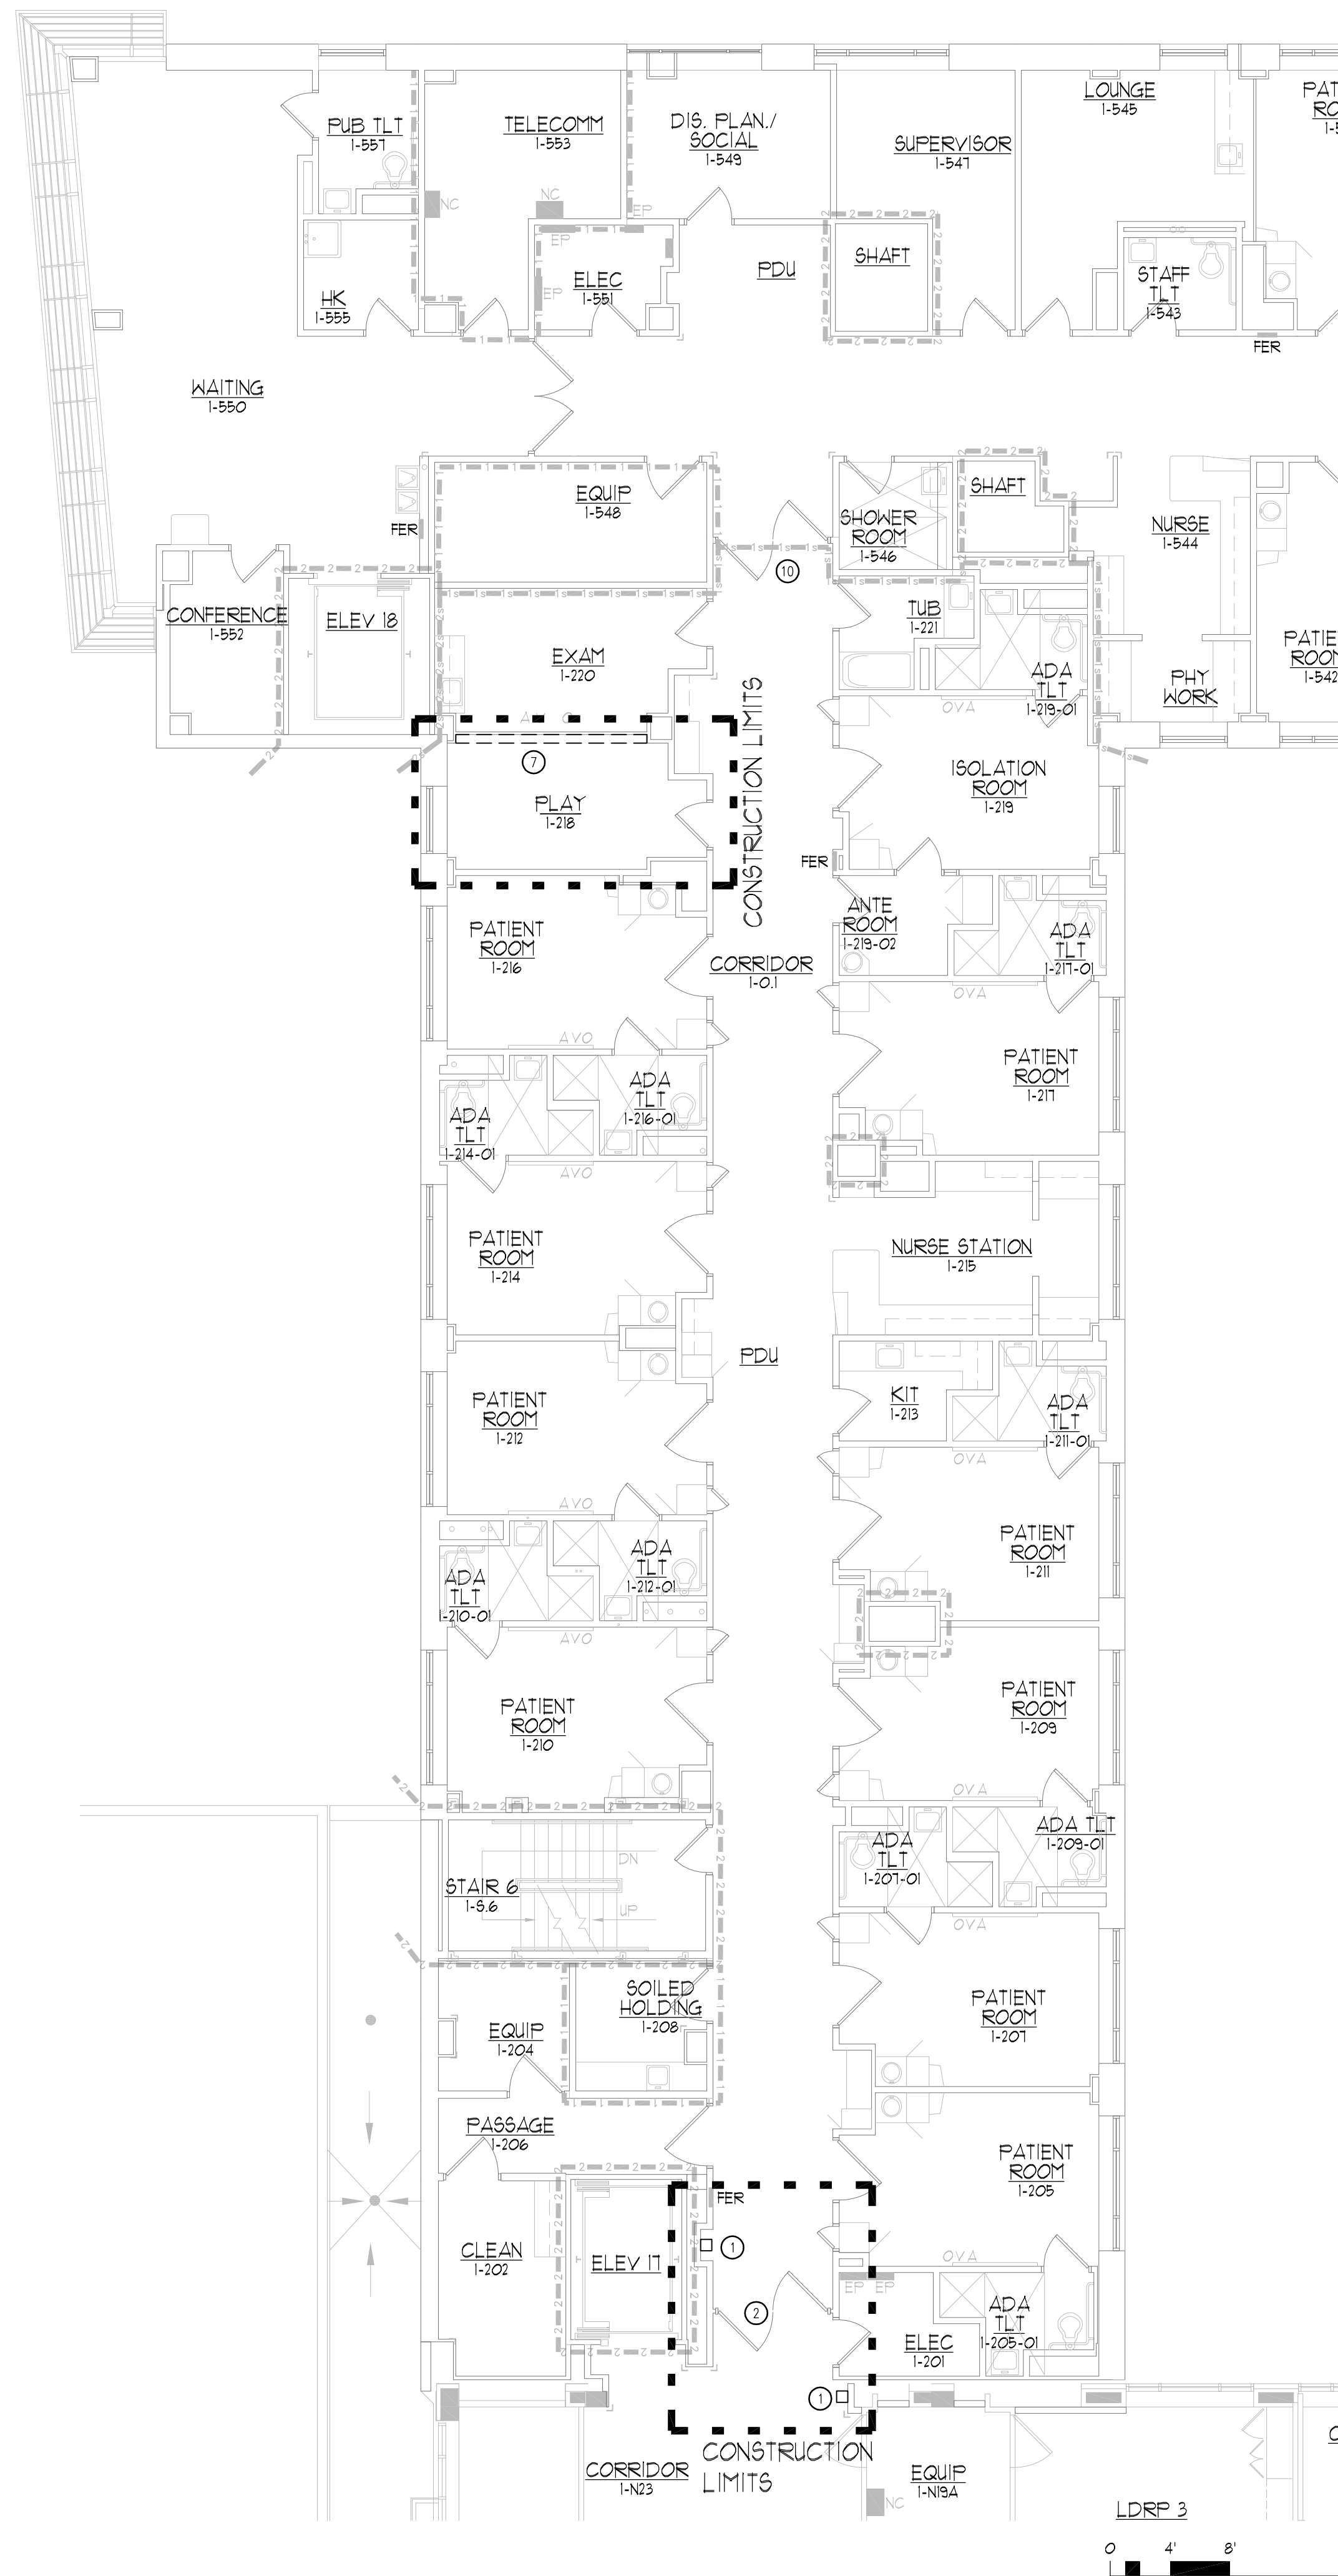 LOUNGE
1-545
PUB TLT
1-557
TELECOMM
1-553
DIS. PLAN./
SOCIAL
1-549
SUPERVISOR
1-547
NC
NC
EP
EP
EP
SHAFT
PDU
ELEC
1-551
HK
1-555
STAFF
TLT
1-543
FER
WAITING
1-550
EQUIP
1-548
FER
SHAFT
SHOWER
ROOM
1-546
NURSE
1-544
10
CONFERENCE
1-552
ELEV 18
TUB
1-221
EXAM
1-220
ADA
TLT
1-219-01
PHY
WORK
PATIE
ROOM
1-542
OVA
CONSTRUCTION LIMITS
7
PLAY
1-218
ISOLATION
ROOM
1-219
FER
PATIENT
ROOM
1-216
ANTE
ROOM
1-219-02
ADA
TLT
1-217-01
CORRIDOR
1-0.1
OVA
AVO
PATIENT
ROOM
1-217
ADA
TLT
1-216-01
ADA
TLT
1-214-01
AVO
PATIENT
ROOM
1-214
NURSE STATION
1-215
PDU
PATIENT
ROOM
1-212
KIT
1-213
ADA
TLT
1-211-01
OVA
AVO
PATIENT
ROOM
1-211
ADA
TLT
1-212-01
ADA
TLT
1-210-01
AVO
PATIENT
ROOM
1-210
PATIENT
ROOM
1-209
OVA
ADA TLT
1-209-01
ADA
TLT
1-207-01
DN
STAIR 6
1-S.6
UP
OVA
SOILED
HOLDING
1-208
PATIENT
ROOM
1-207
EQUIP
1-204
PASSAGE
1-206
PATIENT
ROOM
1-205
FER
1
CLEAN
1-202
ELEV 17
OVA
EP EP
2
ADA
TLT
1-205-01
ELEC
1-201
1
CONSTRUCTION
LIMITS
CORRIDOR
1-N23
EQUIP
1-N19A
NC
LDRP 3
0 4' 8'